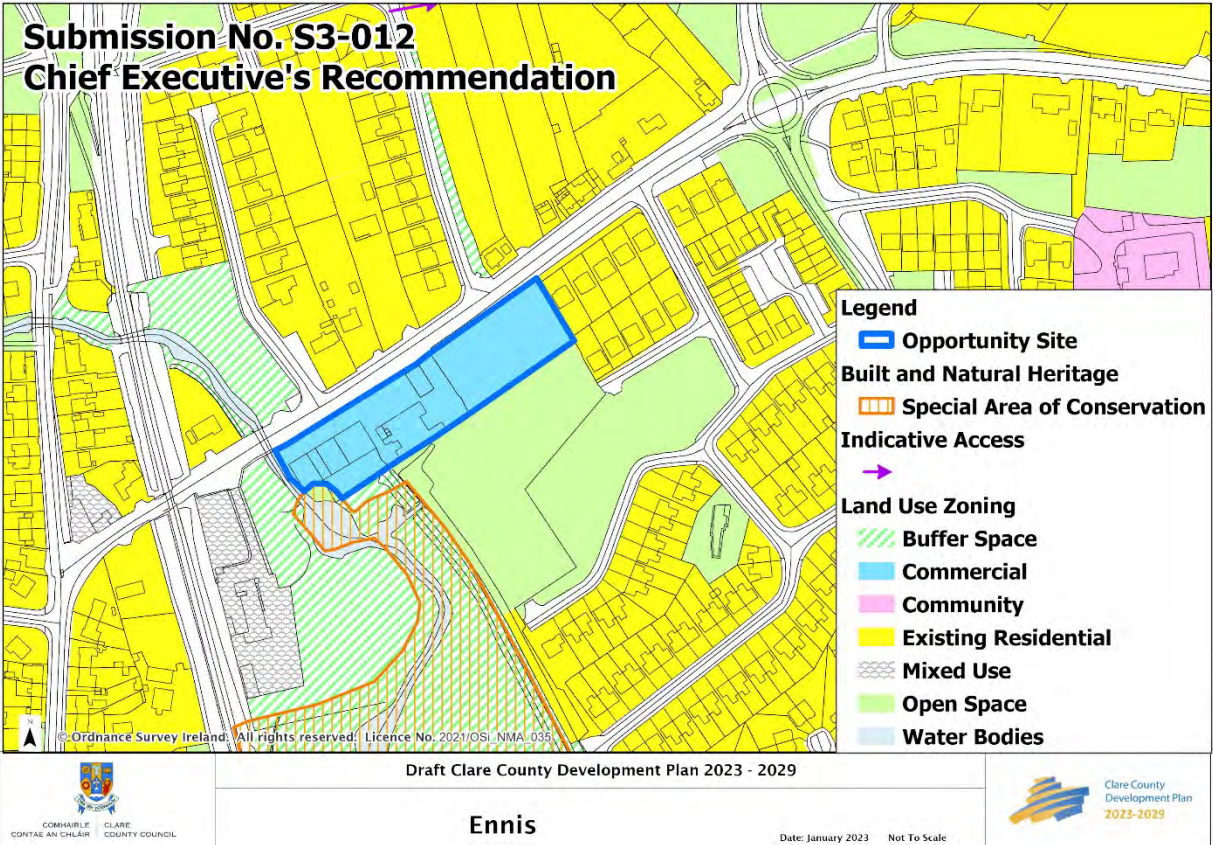 Submission No. S3-012
Chief Executive's Recommendation
Legend
Opportunity Site
Built and Natural Heritage
Special Area of Conservation
Indicative Access
Land Use Zoning
Buffer Space
Commercial
Community
Existing Residential
Mixed Use
Open Space
Water Bodies
N
© Ordnance Survey Ireland. All rights reserved. Licence No. 2021/OSi_NMA_035
Draft Clare County Development Plan 2023 - 2029
COMHAIRLE CLARE
CONTAE AN CHLÁIR COUNTY COUNCIL
Ennis
Date: January 2023 Not To Scale
Clare County
Development Plan
2023-2029